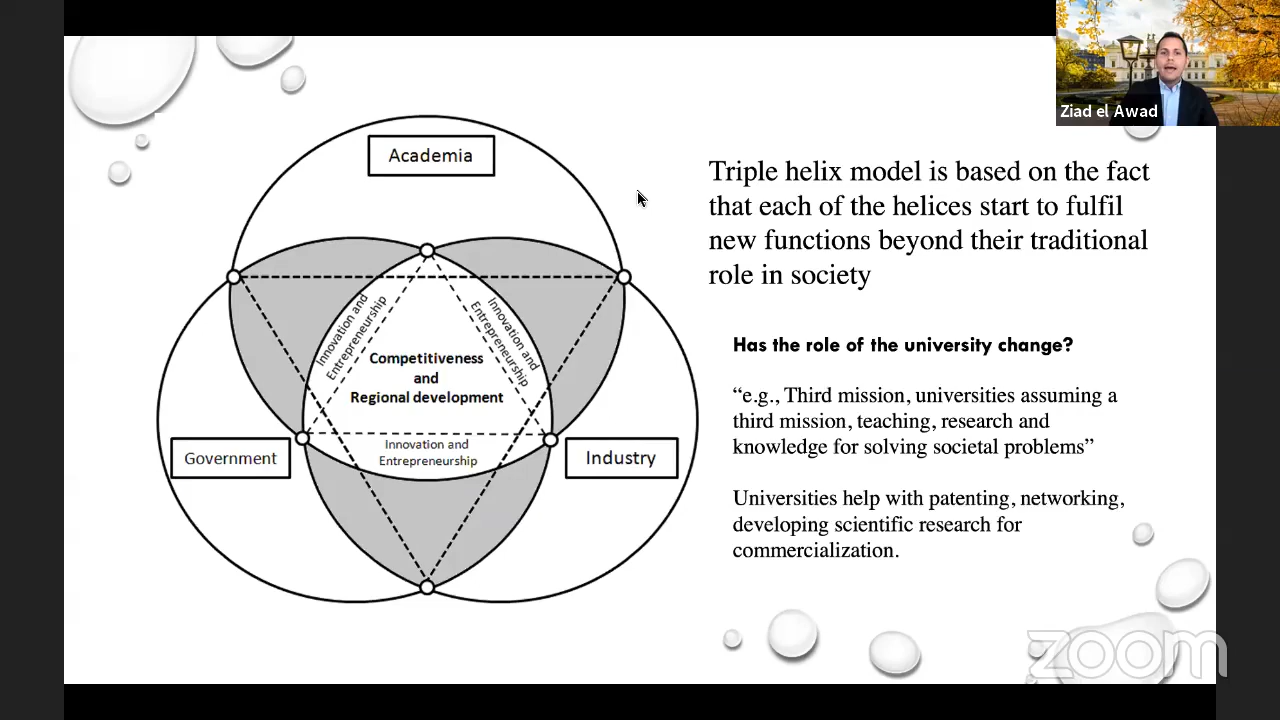 Ziad el Awad
Academia
Triple helix model is based on the fact
that each of the helices start to fulfil
new functions beyond their traditional
role in society
Innovation and
Entrepreneurship
Innovation and
Entrepreneurship
Competitiveness
and
Regional development
Innovation and
Entrepreneurship
Government
Industry
Has the role of the university change?
“e.g., Third mission, universities assuming a
third mission, teaching, research and
knowledge for solving societal problems”
Universities help with patenting, networking,
developing scientific research for
commercialization.
zoom